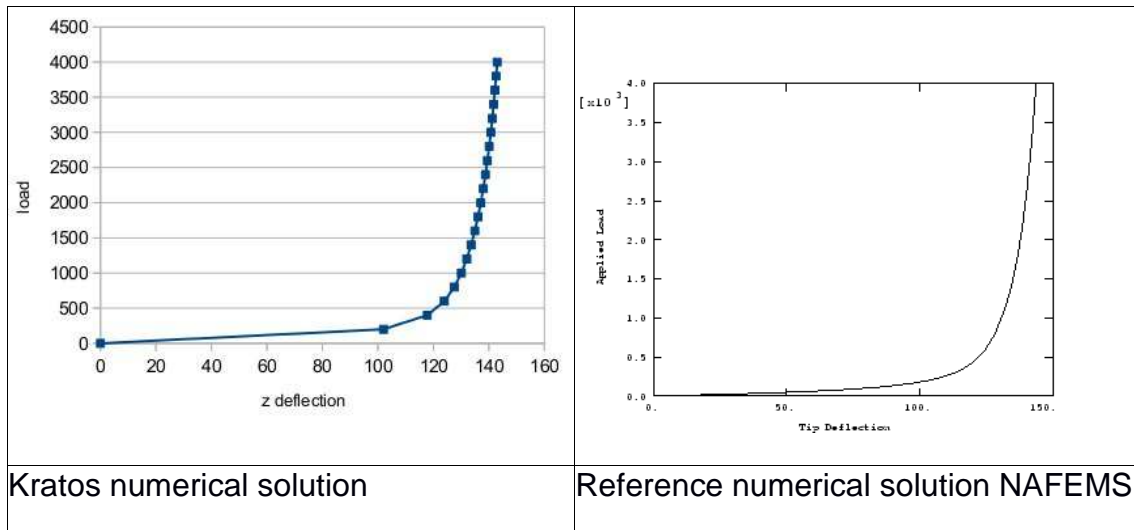 4500
4000
3500
3000
2500
2000
1500
1000
500
0
0 20 40 60 80 100 120 140 160
load
z deflection
[x10 3]
4.0
3.5
3.0
2.5
2.0
1.5
1.0
0.5
0.0
0. 50. 100. 150.
Applied Load
Tip Deflection
Kratos numerical solution
Reference numerical solution NAFEMS